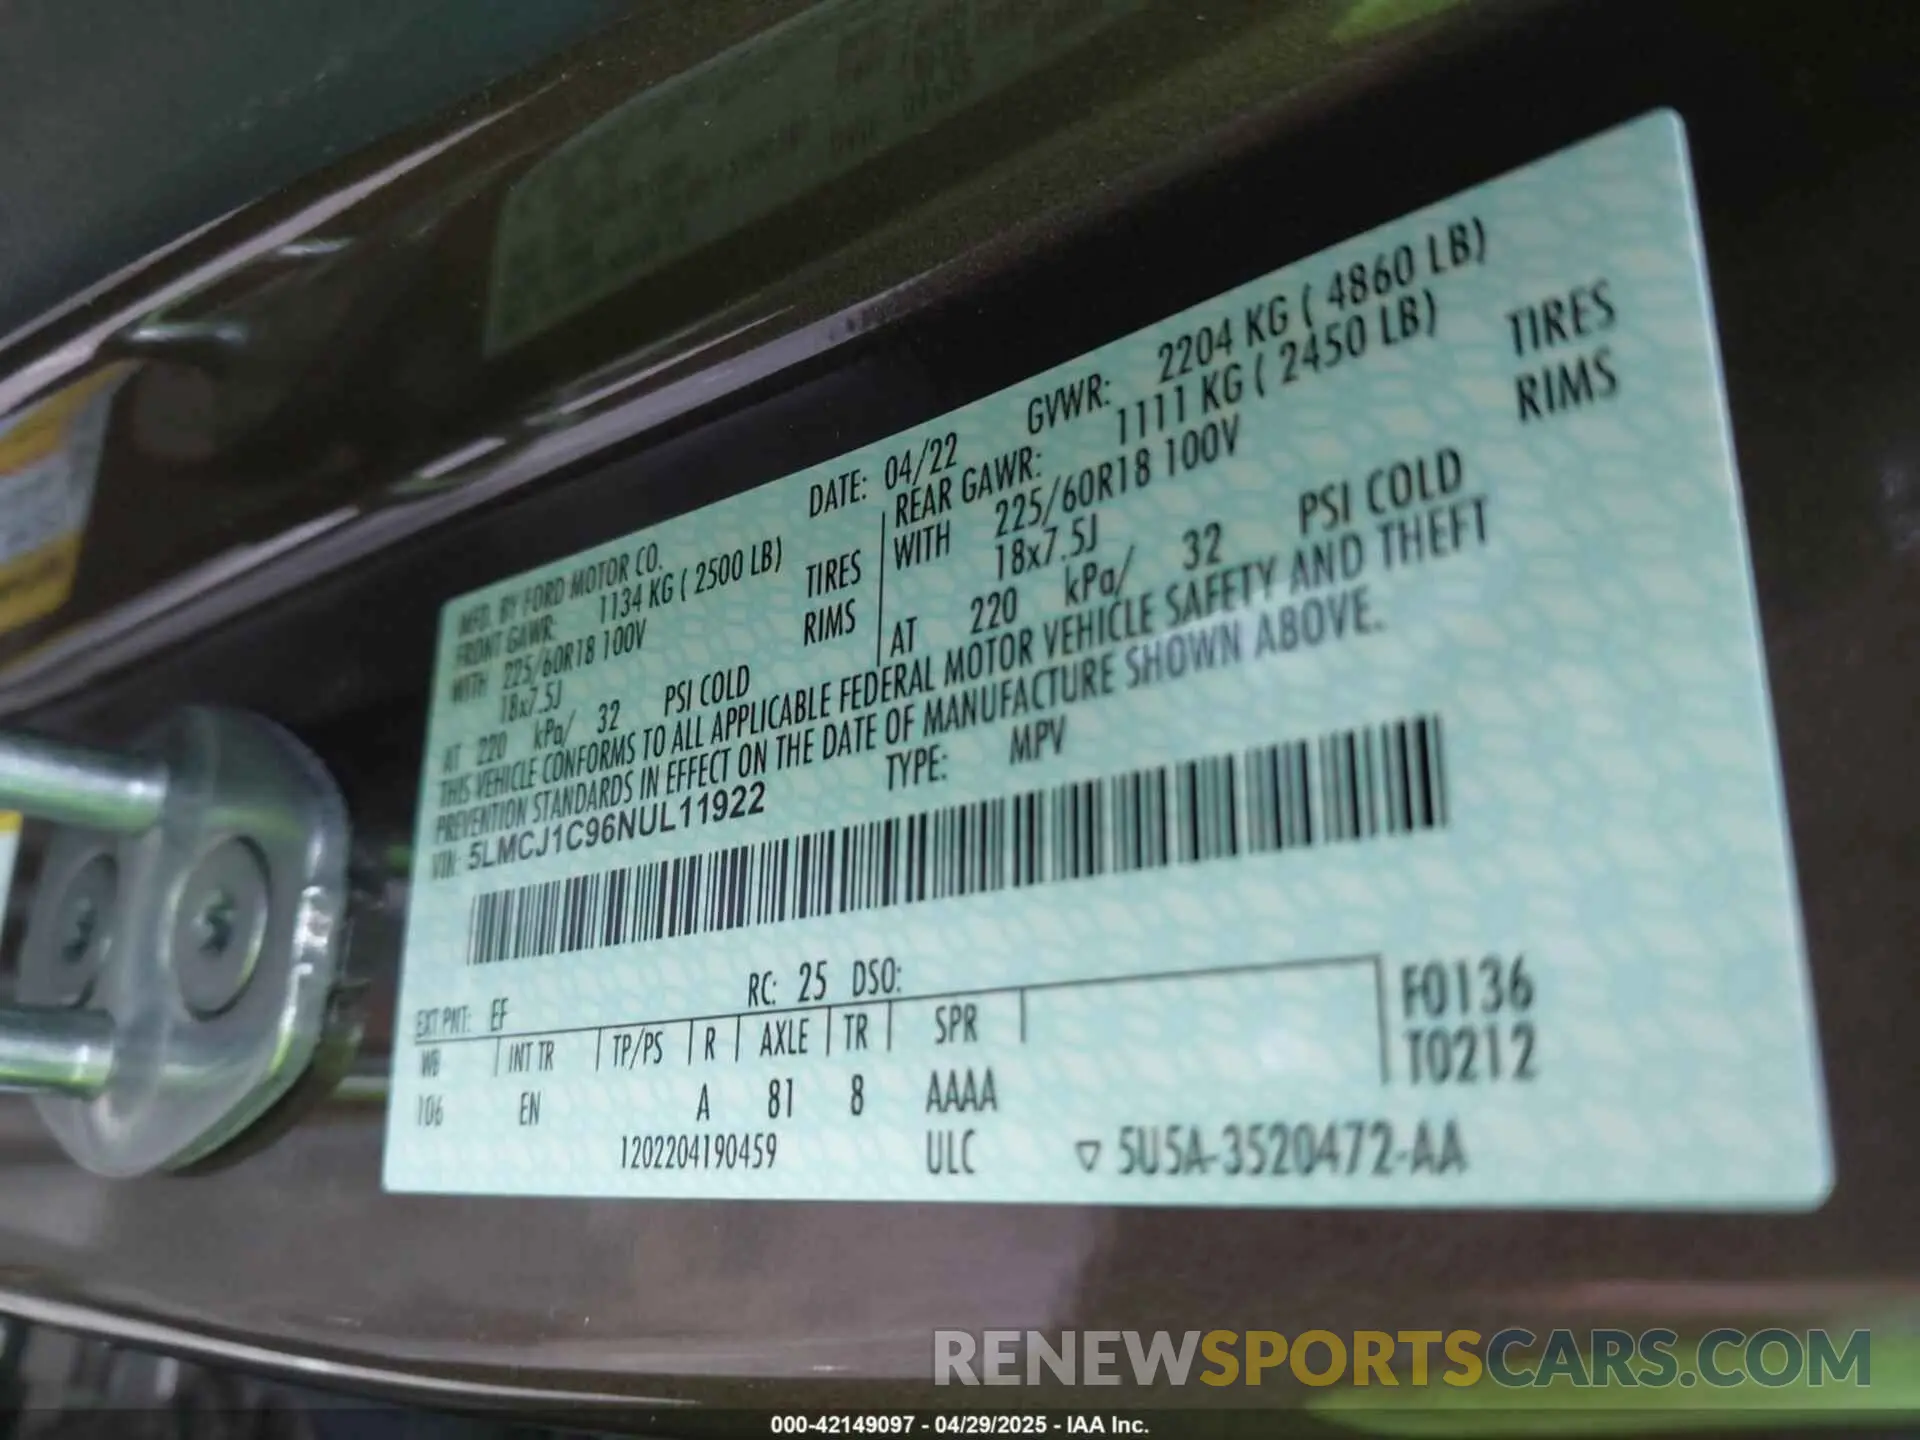 MFD. BY FORD MOTOR CO.
DATE: 04/22 GVWR: 2204 KG ( 4860 LB)
FRONT GAWR: 1134 KG ( 2500 LB)
WITH 225/60R18 100V TIRES
18x7.5J RIMS
AT 220 kPa/ 32 PSI COLD
REAR GAWR: 1111 KG ( 2450 LB)
WITH 225/60R18 100V TIRES
18x7.5J RIMS
AT 220 kPa/ 32 PSI COLD
THIS VEHICLE CONFORMS TO ALL APPLICABLE FEDERAL MOTOR VEHICLE SAFETY AND THEFT
PREVENTION STANDARDS IN EFFECT ON THE DATE OF MANUFACTURE SHOWN ABOVE.
VIN: 5LMCJ1C96NUL11922 TYPE: MPV
EXT PNT: EF RC: 25 DSO:
WB INT TR TP/PS R AXLE TR SPR
106 EN A 81 8 AAAA
F0136
T0212
1202204190459 ULC ▽ 5U5A-3520472-AA
RENEWSPORTSCARS.COM
000-42149097 - 04/29/2025 - IAA Inc.